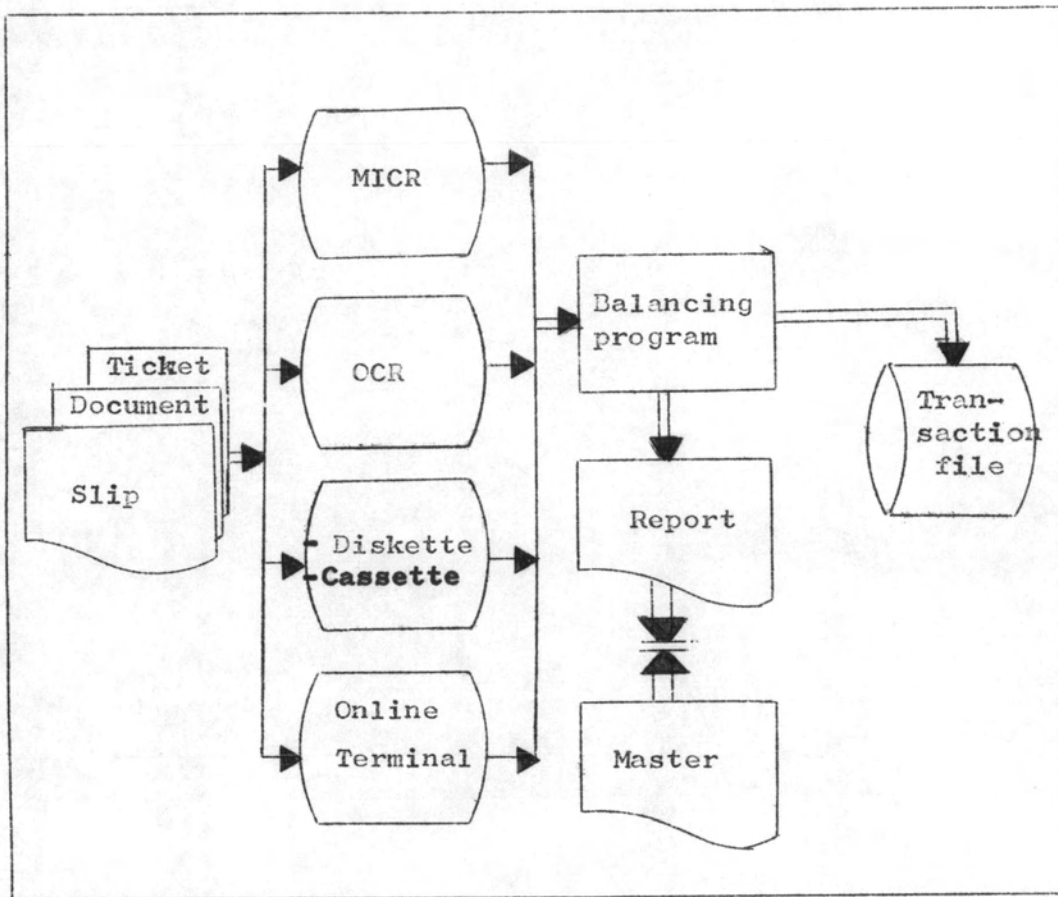 MICR
OCR
- Diskette
- Cassette
Online
Terminal
Ticket
Document
Slip
Balancing
program
Report
Master
Tran-
saction
file